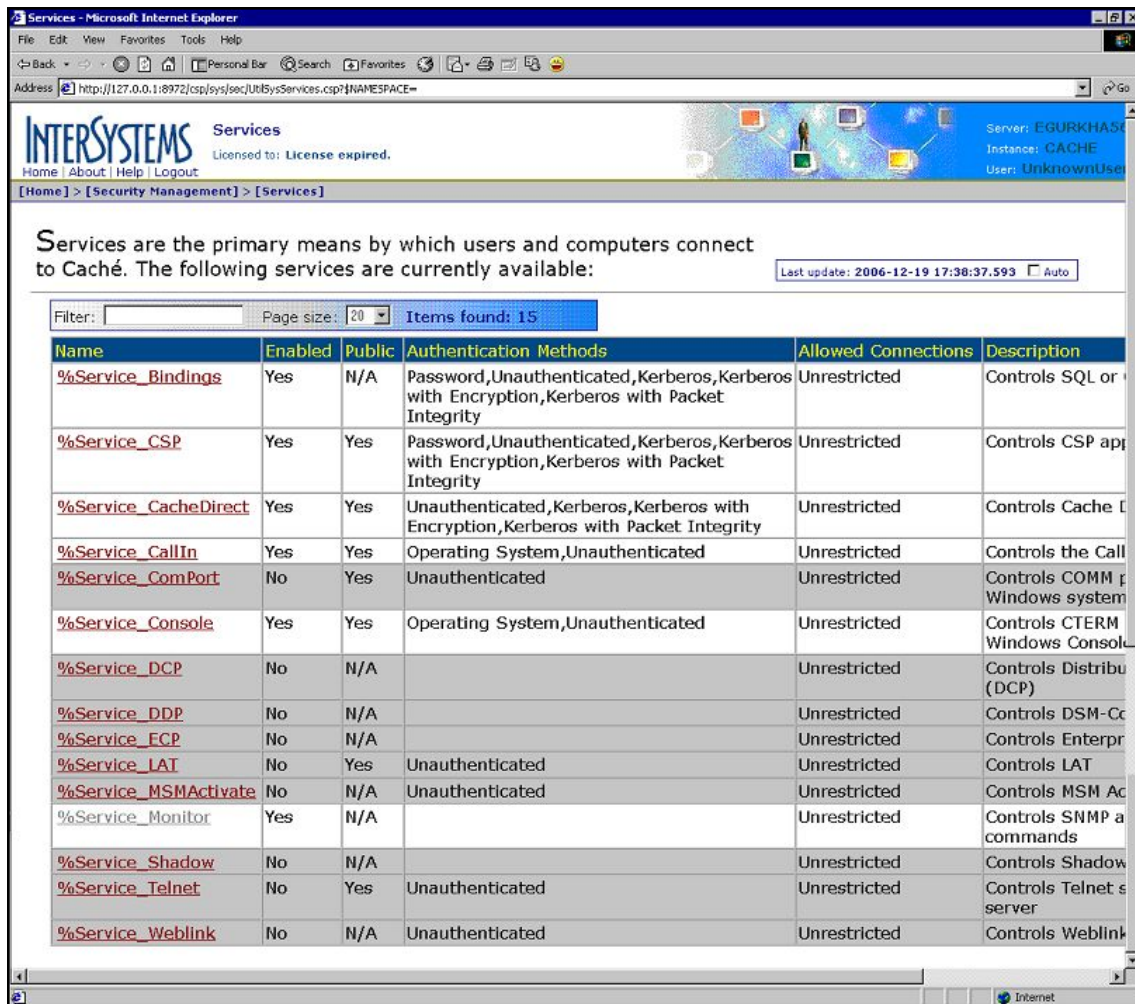 Services - Microsoft Internet Explorer
File Edit View Favorites Tools Help
Back Personal Bar Search Favorites
Address http://127.0.0.1:8972/csp/sys/sec/UtilSysServices.csp?$NAMESPACE= Go
INTERSYSTEMS
Services
Licensed to: License expired.
Home | About | Help | Logout
Server: EGURKHA56
Instance: CACHE
User: UnknownUser
[Home] > [Security Management] > [Services]
Services are the primary means by which users and computers connect
to Caché. The following services are currently available:
Last update: 2006-12-19 17:38:37.593 Auto
Filter: Page size: 20 Items found: 15
Name Enabled Public Authentication Methods Allowed Connections Description
%Service_Bindings Yes N/A Password,Unauthenticated,Kerberos,Kerberos Unrestricted Controls SQL or
with Encryption,Kerberos with Packet
Integrity
%Service_CSP Yes Yes Password,Unauthenticated,Kerberos,Kerberos Unrestricted Controls CSP app
with Encryption,Kerberos with Packet
Integrity
%Service_CacheDirect Yes Yes Unauthenticated,Kerberos,Kerberos with Unrestricted Controls Cache D
Encryption,Kerberos with Packet Integrity
%Service_CallIn Yes Yes Operating System,Unauthenticated Unrestricted Controls the Call
%Service_ComPort No Yes Unauthenticated Unrestricted Controls COMM p
Windows system
%Service_Console Yes Yes Operating System,Unauthenticated Unrestricted Controls CTERM
Windows Console
%Service_DCP No N/A Unrestricted Controls Distribu
(DCP)
%Service_DDP No N/A Unrestricted Controls DSM-Co
%Service_ECP No N/A Unrestricted Controls Enterpr
%Service_LAT No Yes Unauthenticated Unrestricted Controls LAT
%Service_MSMActivate No N/A Unauthenticated Unrestricted Controls MSM Ac
%Service_Monitor Yes N/A Unrestricted Controls SNMP a
commands
%Service_Shadow No N/A Unrestricted Controls Shadow
%Service_Telnet No Yes Unauthenticated Unrestricted Controls Telnet s
server
%Service_Weblink No N/A Unauthenticated Unrestricted Controls Weblink
Internet